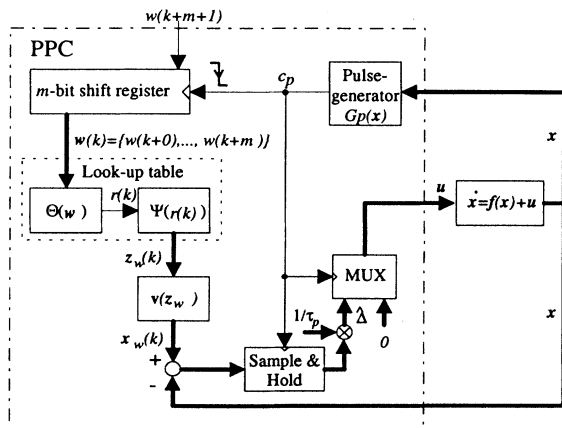 w(k+m+1)
PPC
m-bit shift register
c_p
Pulse-
generator
Gp(x)
x
w(k)={w(k+0),..., w(k+m )}
Look-up table
Θ(w )
r(k)
Ψ(r(k))
u
ẋ=f(x)+u
z_w(k)
MUX
v(z_w )
1/τ_p
Δ̂
0
x
x_w(k)
+
-
Sample &
Hold